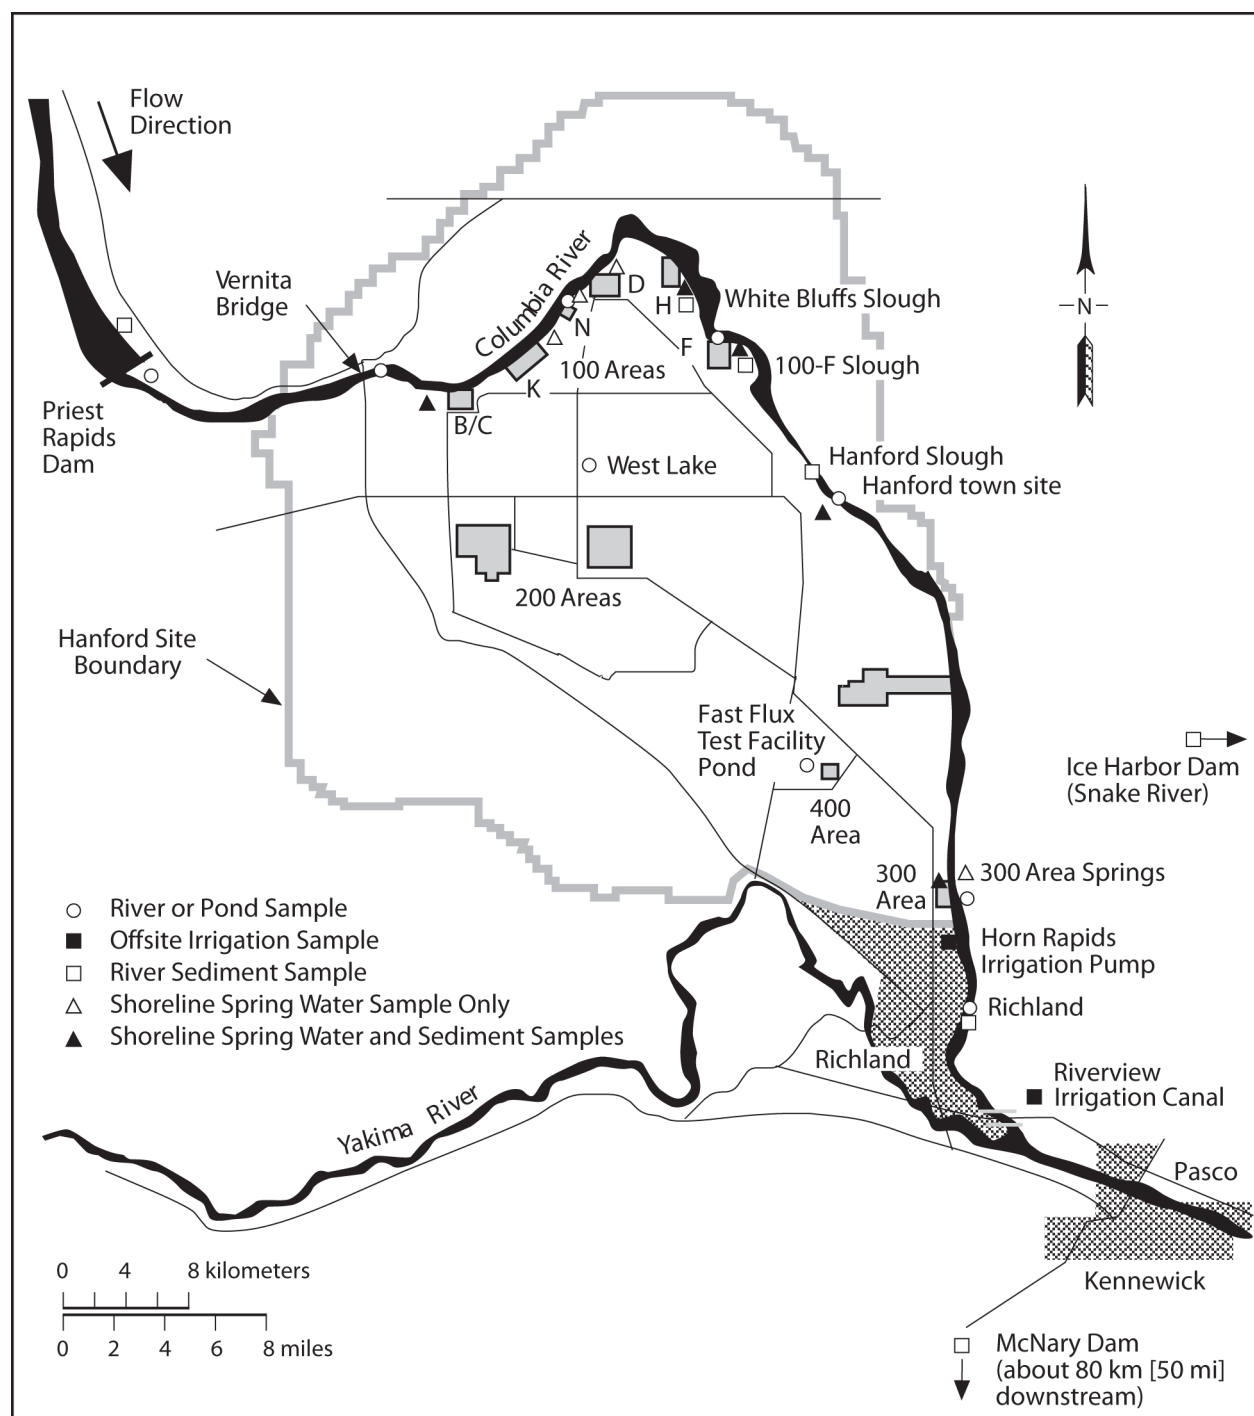 Flow
Direction
Vernita
Bridge
Columbia River
D
H
White Bluffs Slough
N
F
100-F Slough
100 Areas
K
B/C
Priest
Rapids
Dam
N
West Lake
Hanford Slough
Hanford town site
200 Areas
Hanford Site
Boundary
Fast Flux
Test Facility
Pond
400
Area
Ice Harbor Dam
(Snake River)
300
Area
300 Area Springs
River or Pond Sample
Offsite Irrigation Sample
River Sediment Sample
Shoreline Spring Water Sample Only
Shoreline Spring Water and Sediment Samples
Horn Rapids
Irrigation Pump
Richland
Richland
Riverview
Irrigation Canal
Yakima River
Pasco
Kennewick
0 4 8 kilometers
0 2 4 6 8 miles
McNary Dam
(about 80 km [50 mi]
downstream)